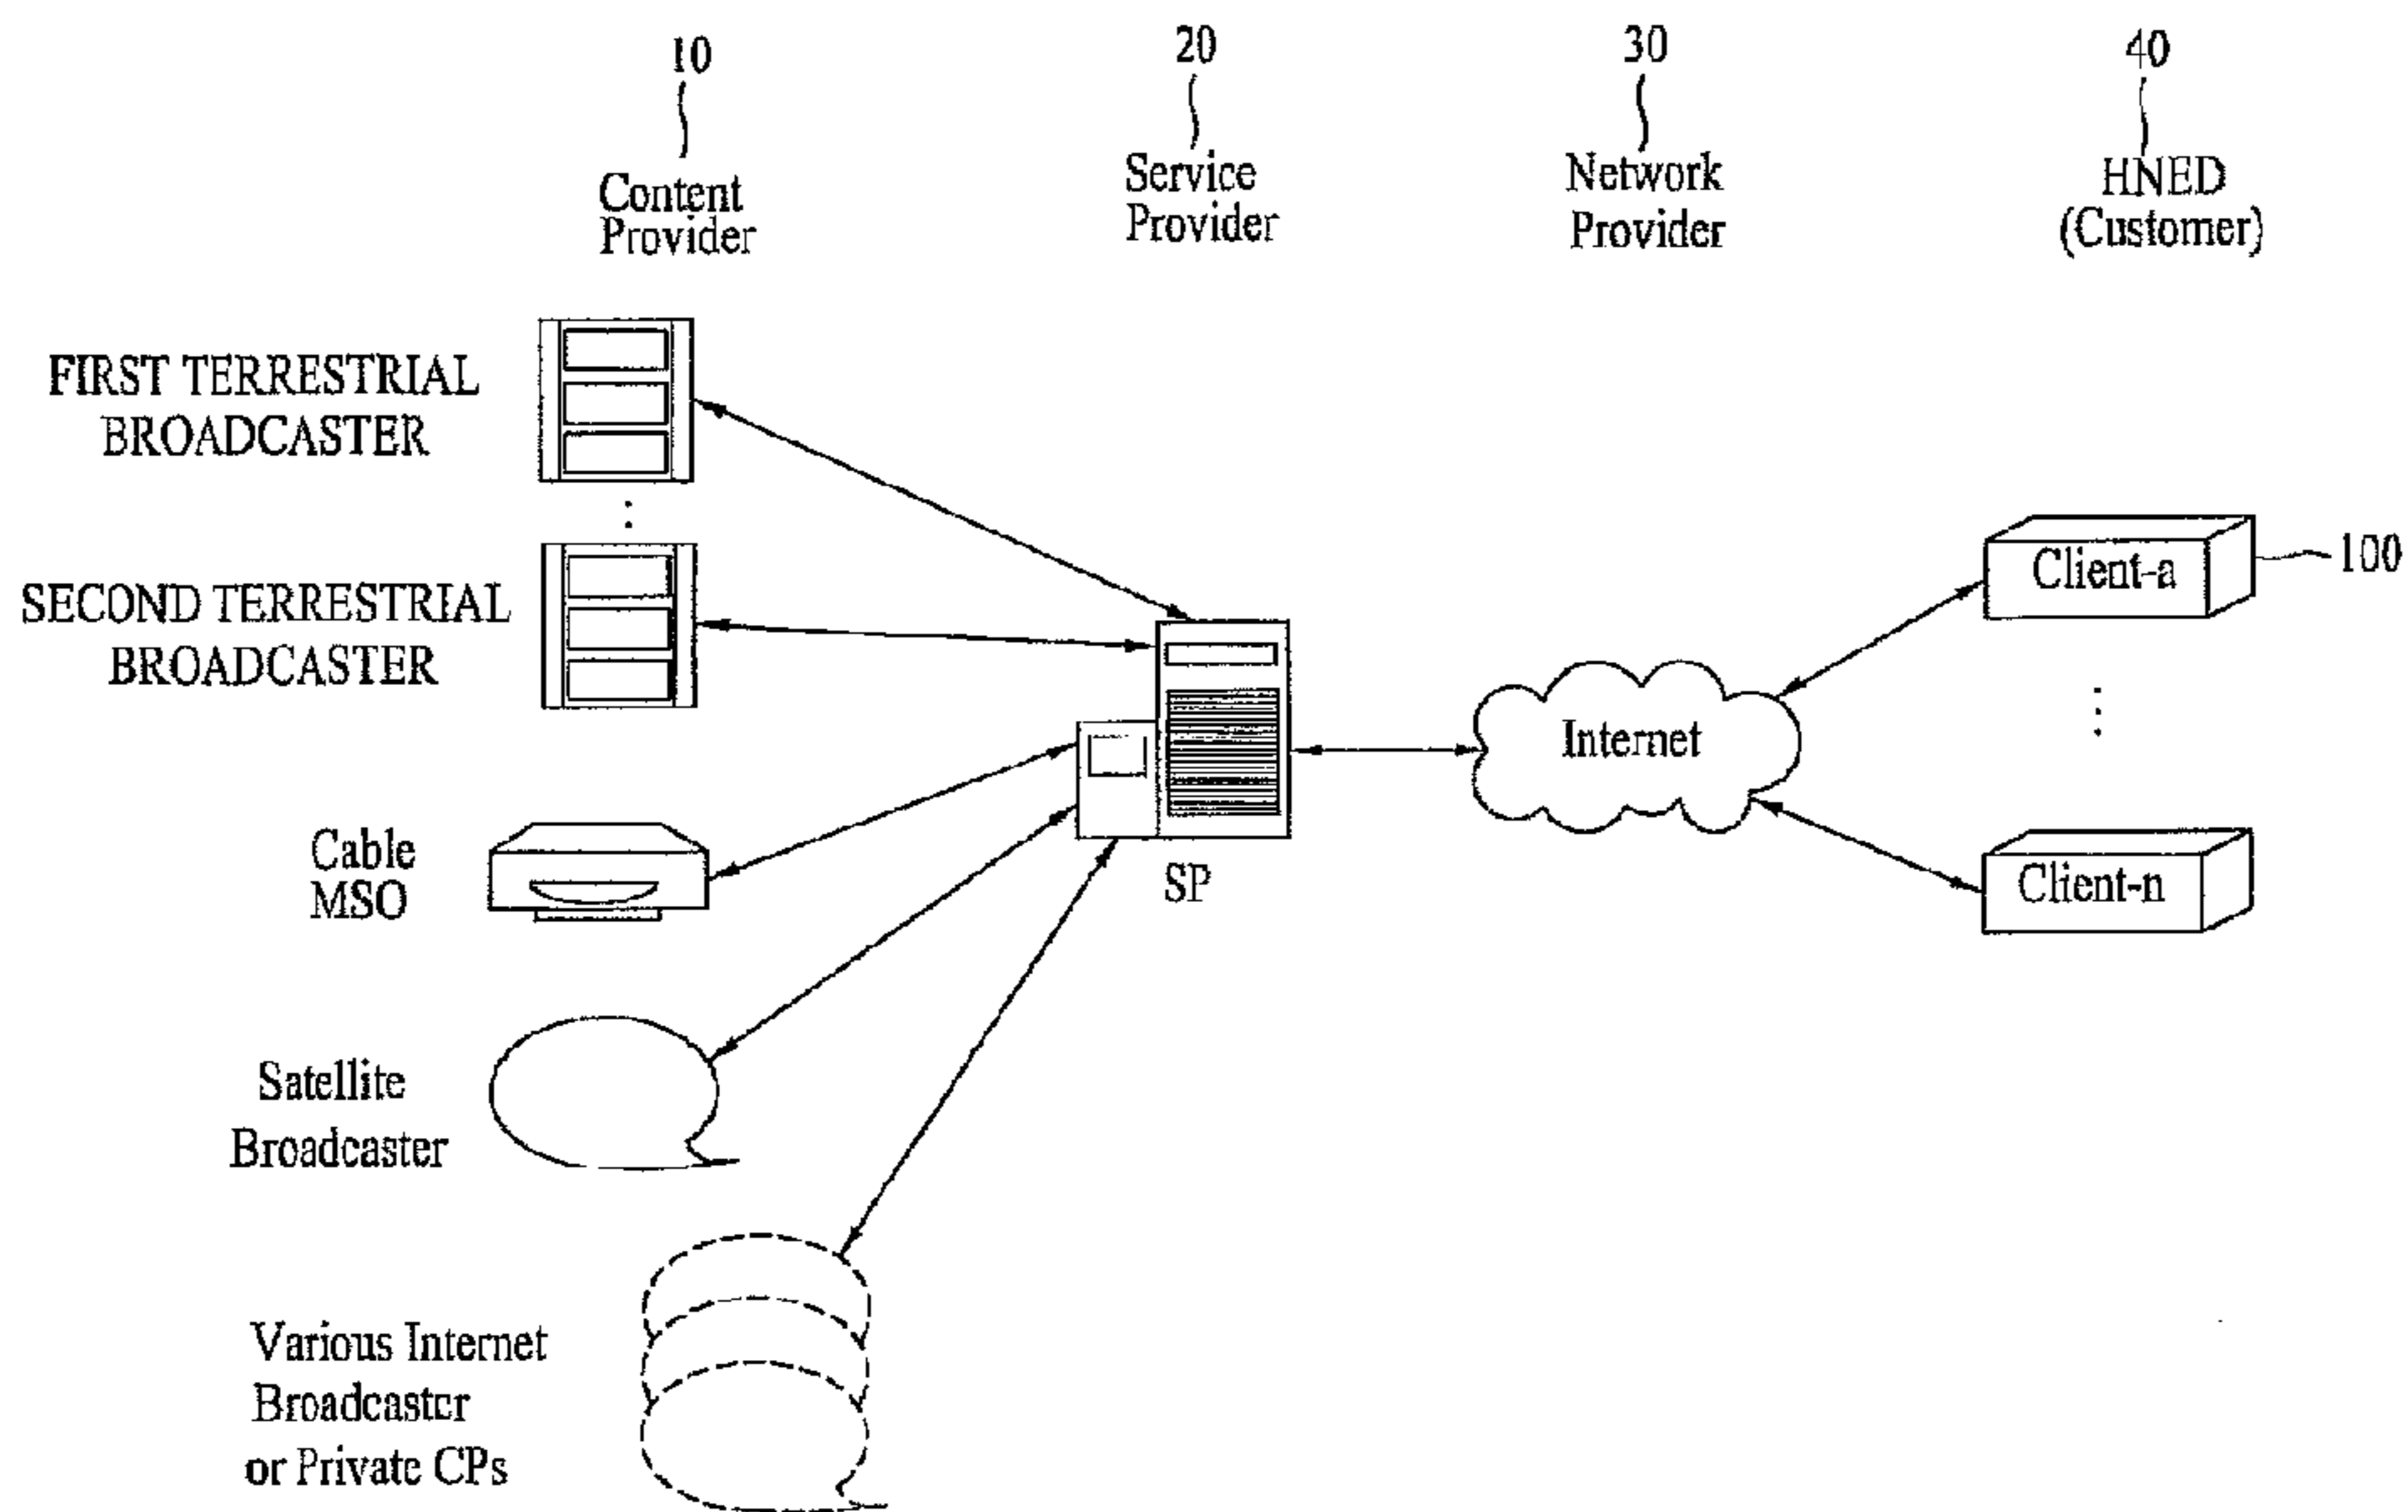 10
20
30
40
Content
Provider
Service
Provider
Network
Provider
HNED
(Customer)
FIRST TERRESTRIAL
BROADCASTER
SECOND TERRESTRIAL
BROADCASTER
Cable
MSO
Satellite
Broadcaster
Various Internet
Broadcaster
or Private CPs
SP
Internet
Client-a
100
Client-n